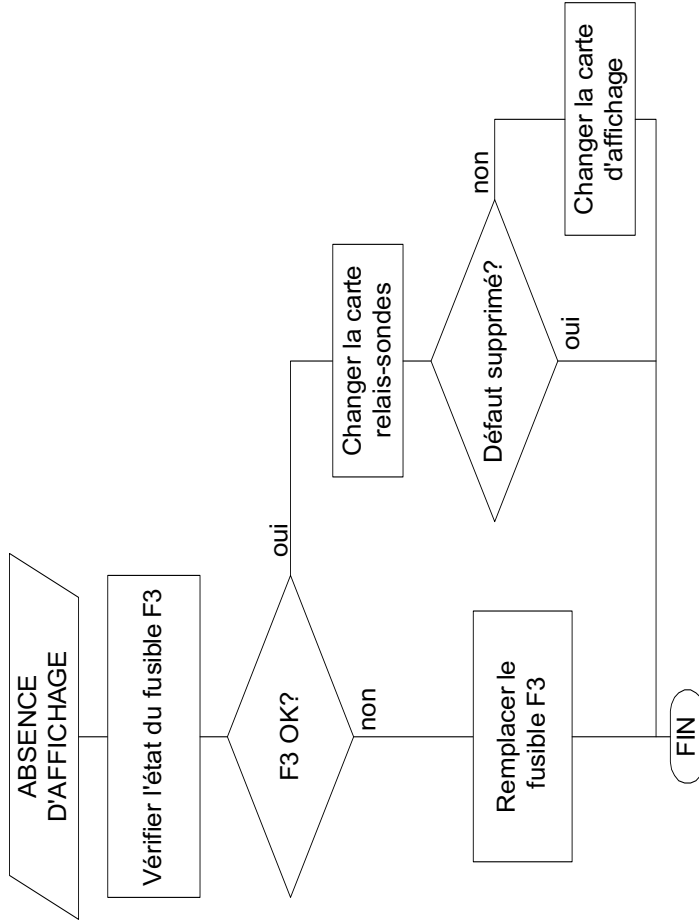 ABSENCE
D'AFFICHAGE
Vérifier l'état du fusible F3
F3 OK?
oui
non
Remplacer le
fusible F3
Changer la carte
relais-sondes
Défaut supprimé?
non
oui
Changer la carte
d'affichage
FIN